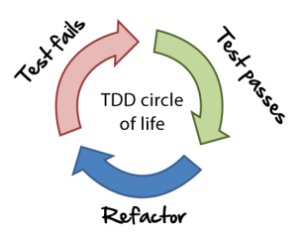 Test fails
Test passes
TDD circle
of life
Refactor